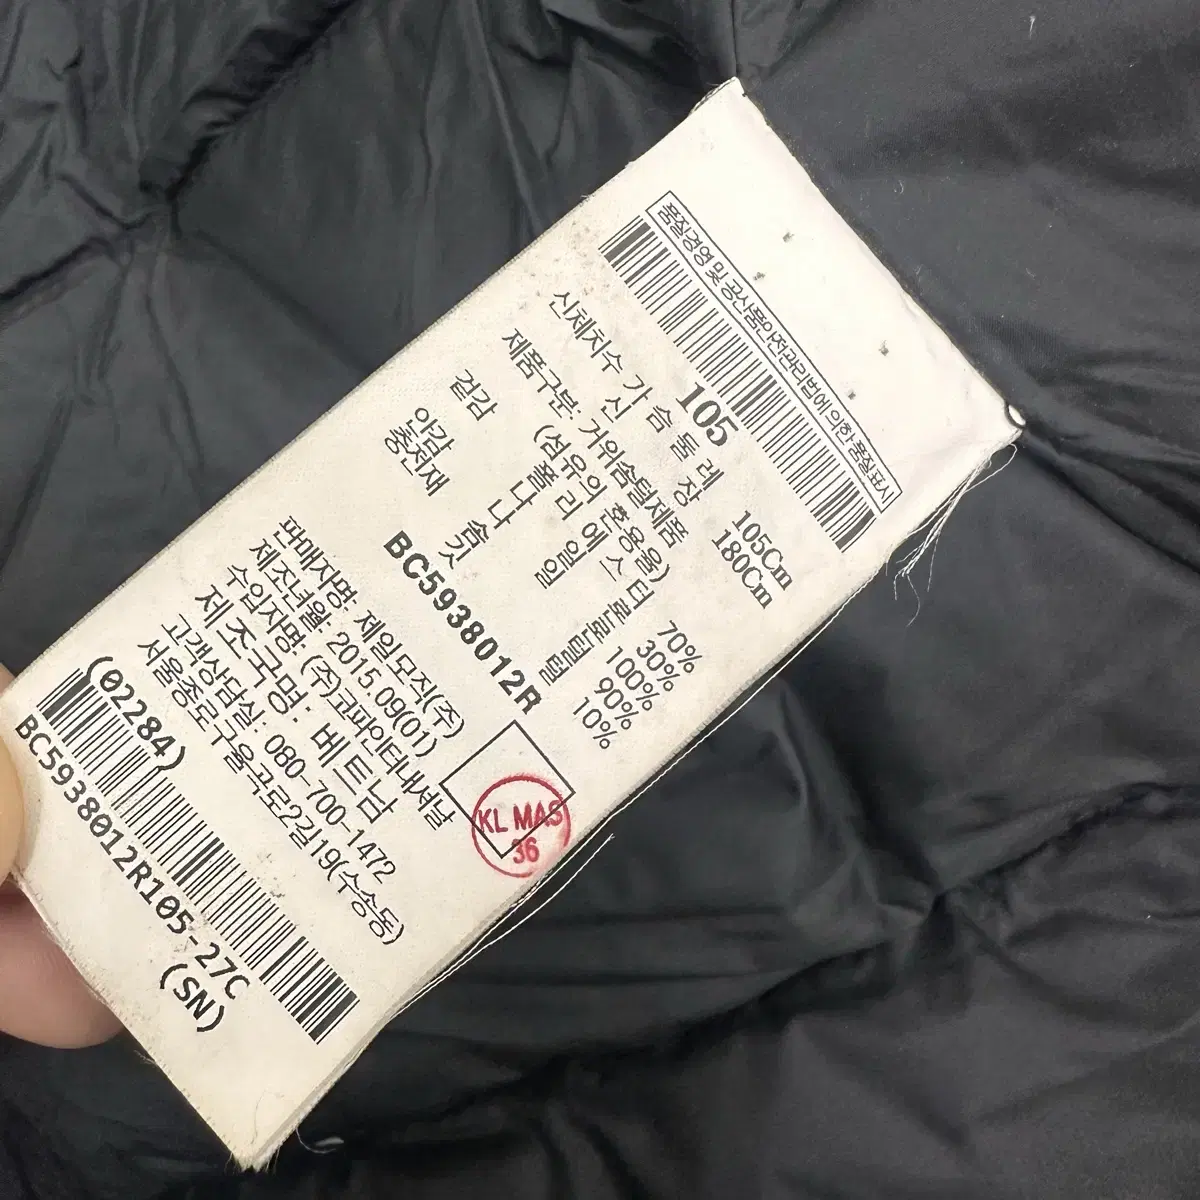 품질경영 및 공산품안전관리법에 의한 품질표시
105
신체치수 가슴둘레 105Cm
신장 180Cm
제품구분: 거위솜털제품
(섬유의 혼용율)
겉감 폴리에스터 70%
나일론 30%
안감 나일론 100%
충전재 솜털 90%
깃털 10%
BC5938012R
판매자명: 제일모직(주)
제조년월: 2015.09(01)
수입자명: (주)코파인터내셔날
제조국명: 베트남
고객상담실: 080-700-1472
서울종로구율곡로2길19(수송동)
KL MAS
36
(02284)
BC5938012R105-27C
(SN)